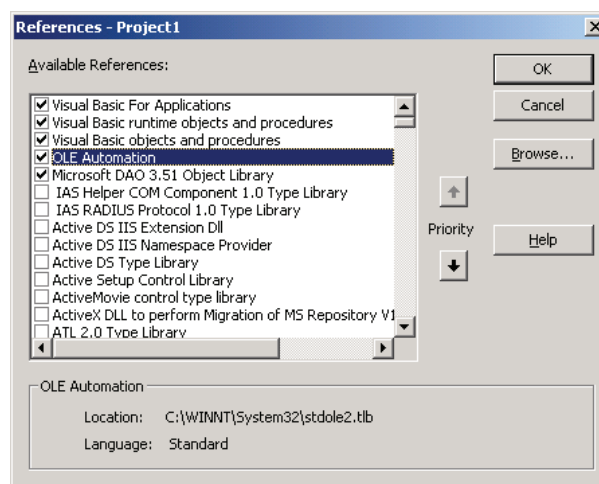 References - Project1
Available References:
Visual Basic For Applications
Visual Basic runtime objects and procedures
Visual Basic objects and procedures
OLE Automation
Microsoft DAO 3.51 Object Library
IAS Helper COM Component 1.0 Type Library
IAS RADIUS Protocol 1.0 Type Library
Active DS IIS Extension Dll
Active DS IIS Namespace Provider
Active DS Type Library
Active Setup Control Library
ActiveMovie control type library
ActiveX DLL to perform Migration of MS Repository V1
ATL 2.0 Type Library
Priority
OK
Cancel
Browse...
Help
OLE Automation
Location: C:\WINNT\System32\stdole2.tlb
Language: Standard